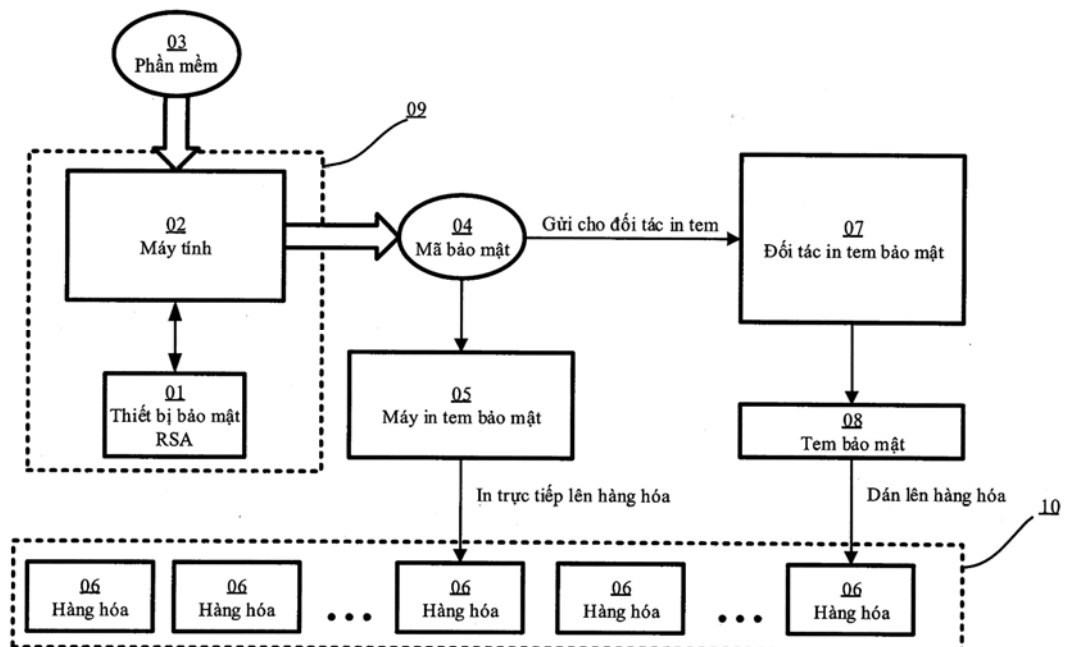 03
Phần mềm
09
02
Máy tính
04
Mã bảo mật
Gửi cho đối tác in tem
07
Đối tác in tem bảo mật
01
Thiết bị bảo mật
RSA
05
Máy in tem bảo mật
08
Tem bảo mật
In trực tiếp lên hàng hóa
Dán lên hàng hóa
10
06
Hàng hóa
06
Hàng hóa
06
Hàng hóa
06
Hàng hóa
06
Hàng hóa